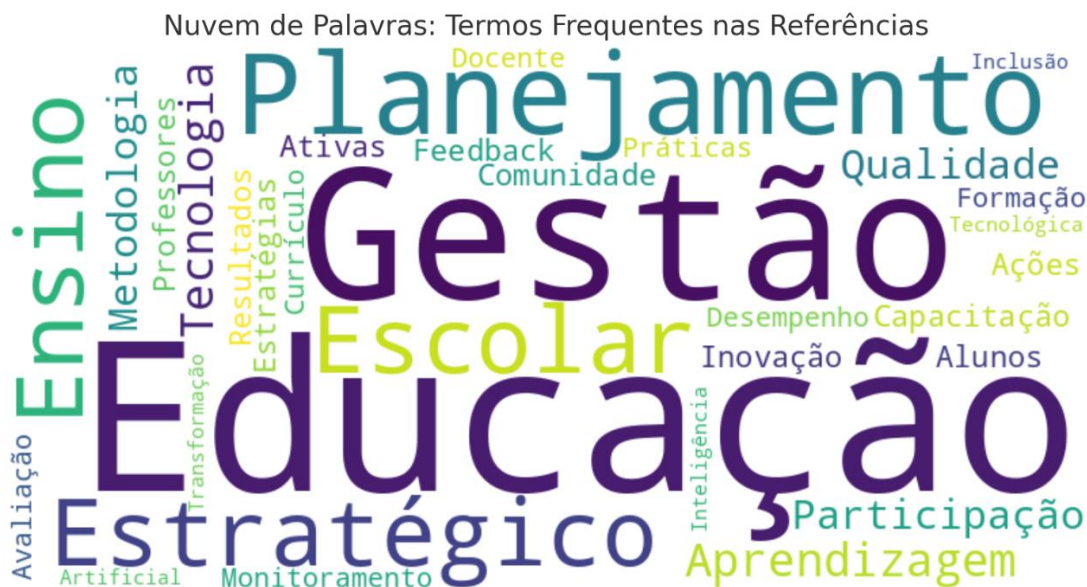 Nuvem de Palavras: Termos Frequentes nas Referências
Docente
Inclusão
Planejamento
Ensino
Metodologia
Professores
Tecnologia
Ativas
Feedback
Práticas
Comunidade
Qualidade
Resultados
Estratégias
Currículo
Gestão
Formação
Tecnológica
Ações
Escolar
Desempenho
Capacitação
Inovação
Alunos
Educação
Transformação
Inteligência
Avaliação
Estratégico
Participação
Aprendizagem
Artificial
Monitoramento